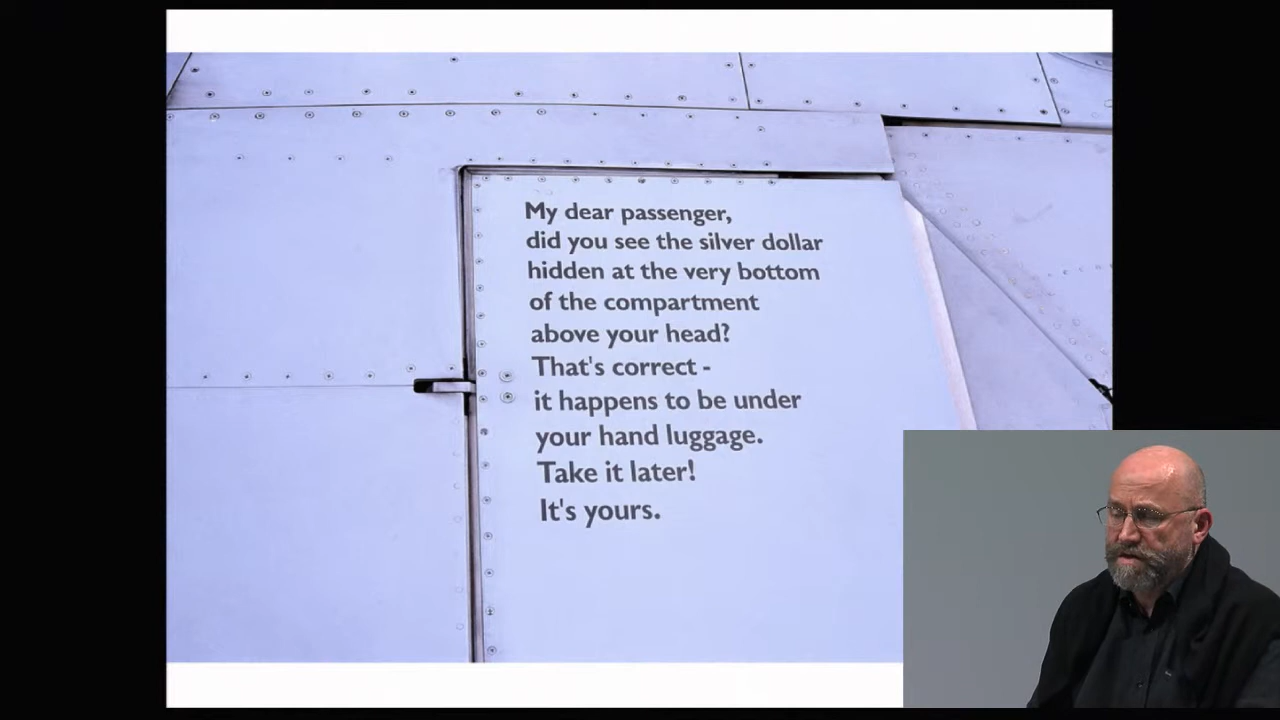 My dear passenger,
did you see the silver dollar
hidden at the very bottom
of the compartment
above your head?
That's correct -
it happens to be under
your hand luggage.
Take it later!
It's yours.